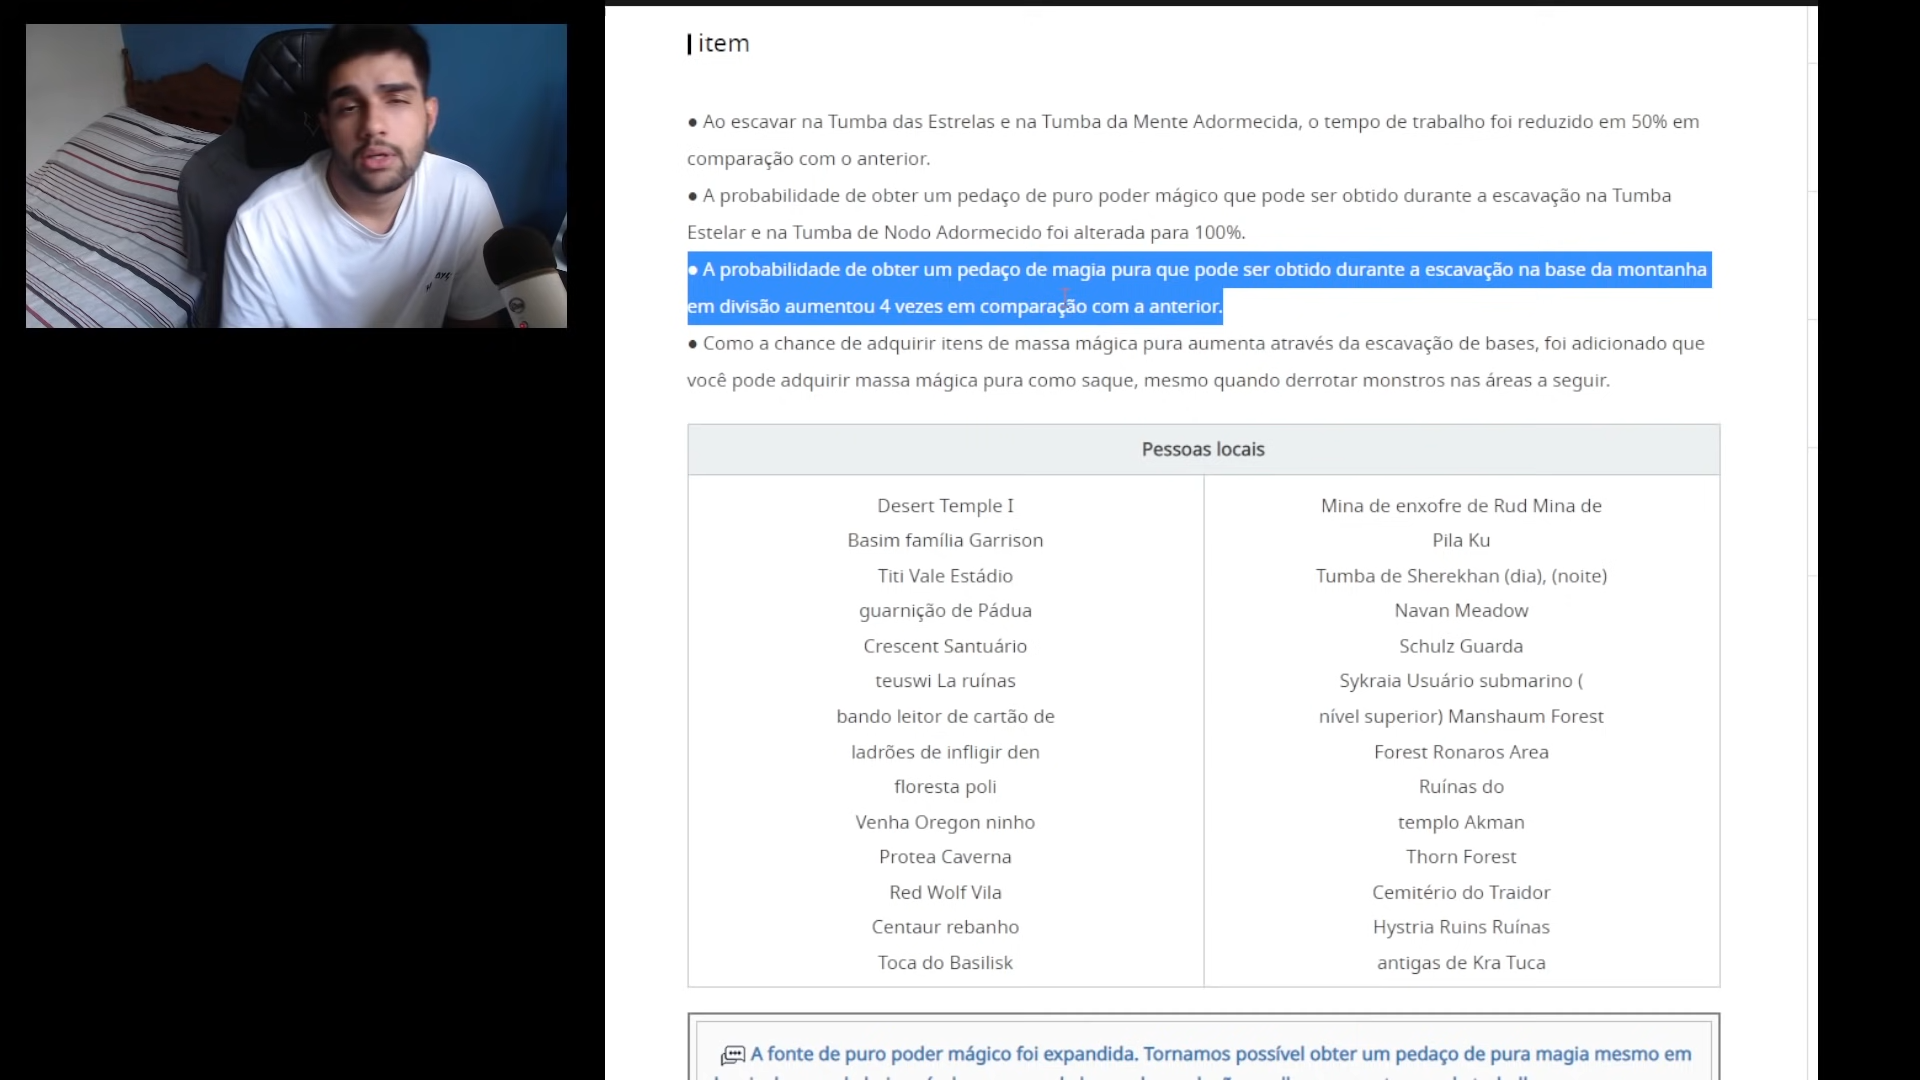 item
● Ao escavar na Tumba das Estrelas e na Tumba da Mente Adormecida, o tempo de trabalho foi reduzido em 50% em
comparação com o anterior.
● A probabilidade de obter um pedaço de puro poder mágico que pode ser obtido durante a escavação na Tumba
Estelar e na Tumba de Nodo Adormecido foi alterada para 100%.
● A probabilidade de obter um pedaço de magia pura que pode ser obtido durante a escavação na base da montanha
em divisão aumentou 4 vezes em comparação com a anterior.
● Como a chance de adquirir itens de massa mágica pura aumenta através da escavação de bases, foi adicionado que
você pode adquirir massa mágica pura como saque, mesmo quando derrotar monstros nas áreas a seguir.
Pessoas locais
Desert Temple I
Basim família Garrison
Titi Vale Estádio
guarnição de Pádua
Crescent Santuário
teuswi La ruínas
bando leitor de cartão de
ladrões de infligir den
floresta poli
Venha Oregon ninho
Protea Caverna
Red Wolf Vila
Centaur rebanho
Toca do Basilisk
Mina de enxofre de Rud Mina de
Pila Ku
Tumba de Sherekhan (dia), (noite)
Navan Meadow
Schulz Guarda
Sykraia Usuário submarino (
nível superior) Manshaum Forest
Forest Ronaros Area
Ruínas do
templo Akman
Thorn Forest
Cemitério do Traidor
Hystria Ruins Ruínas
antigas de Kra Tuca
A fonte de puro poder mágico foi expandida. Tornamos possível obter um pedaço de pura magia mesmo em